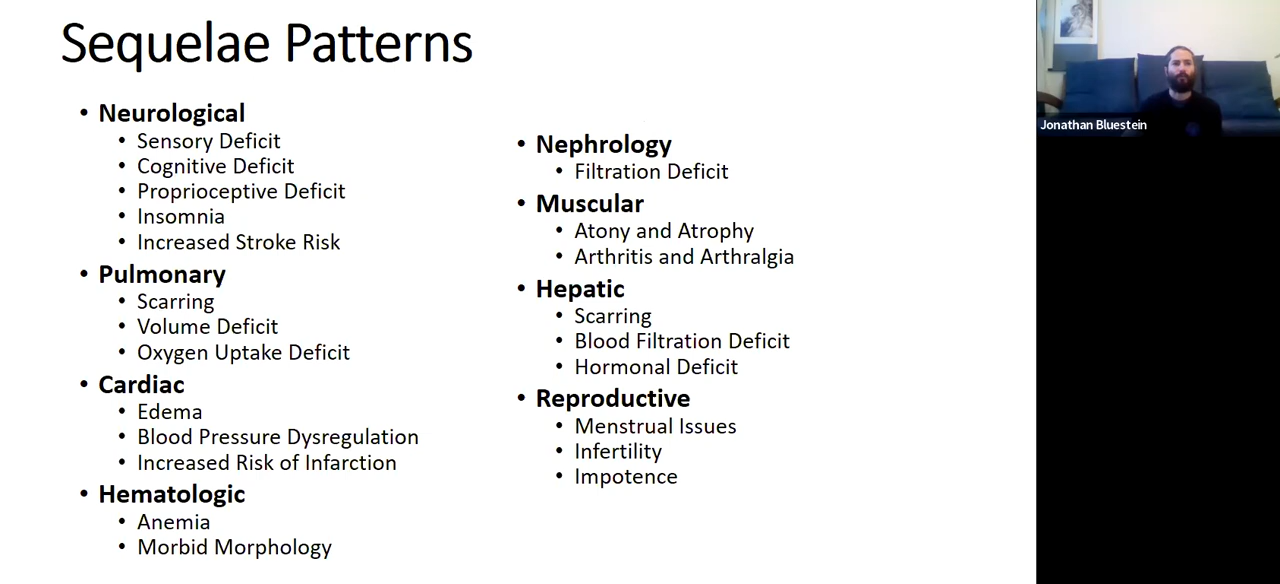 Sequelae Patterns
• Neurological
• Sensory Deficit
• Cognitive Deficit
• Proprioceptive Deficit
• Insomnia
• Increased Stroke Risk
• Pulmonary
• Scarring
• Volume Deficit
• Oxygen Uptake Deficit
• Cardiac
• Edema
• Blood Pressure Dysregulation
• Increased Risk of Infarction
• Hematologic
• Anemia
• Morbid Morphology
• Nephrology
• Filtration Deficit
• Muscular
• Atony and Atrophy
• Arthritis and Arthralgia
• Hepatic
• Scarring
• Blood Filtration Deficit
• Hormonal Deficit
• Reproductive
• Menstrual Issues
• Infertility
• Impotence
Jonathan Bluestein